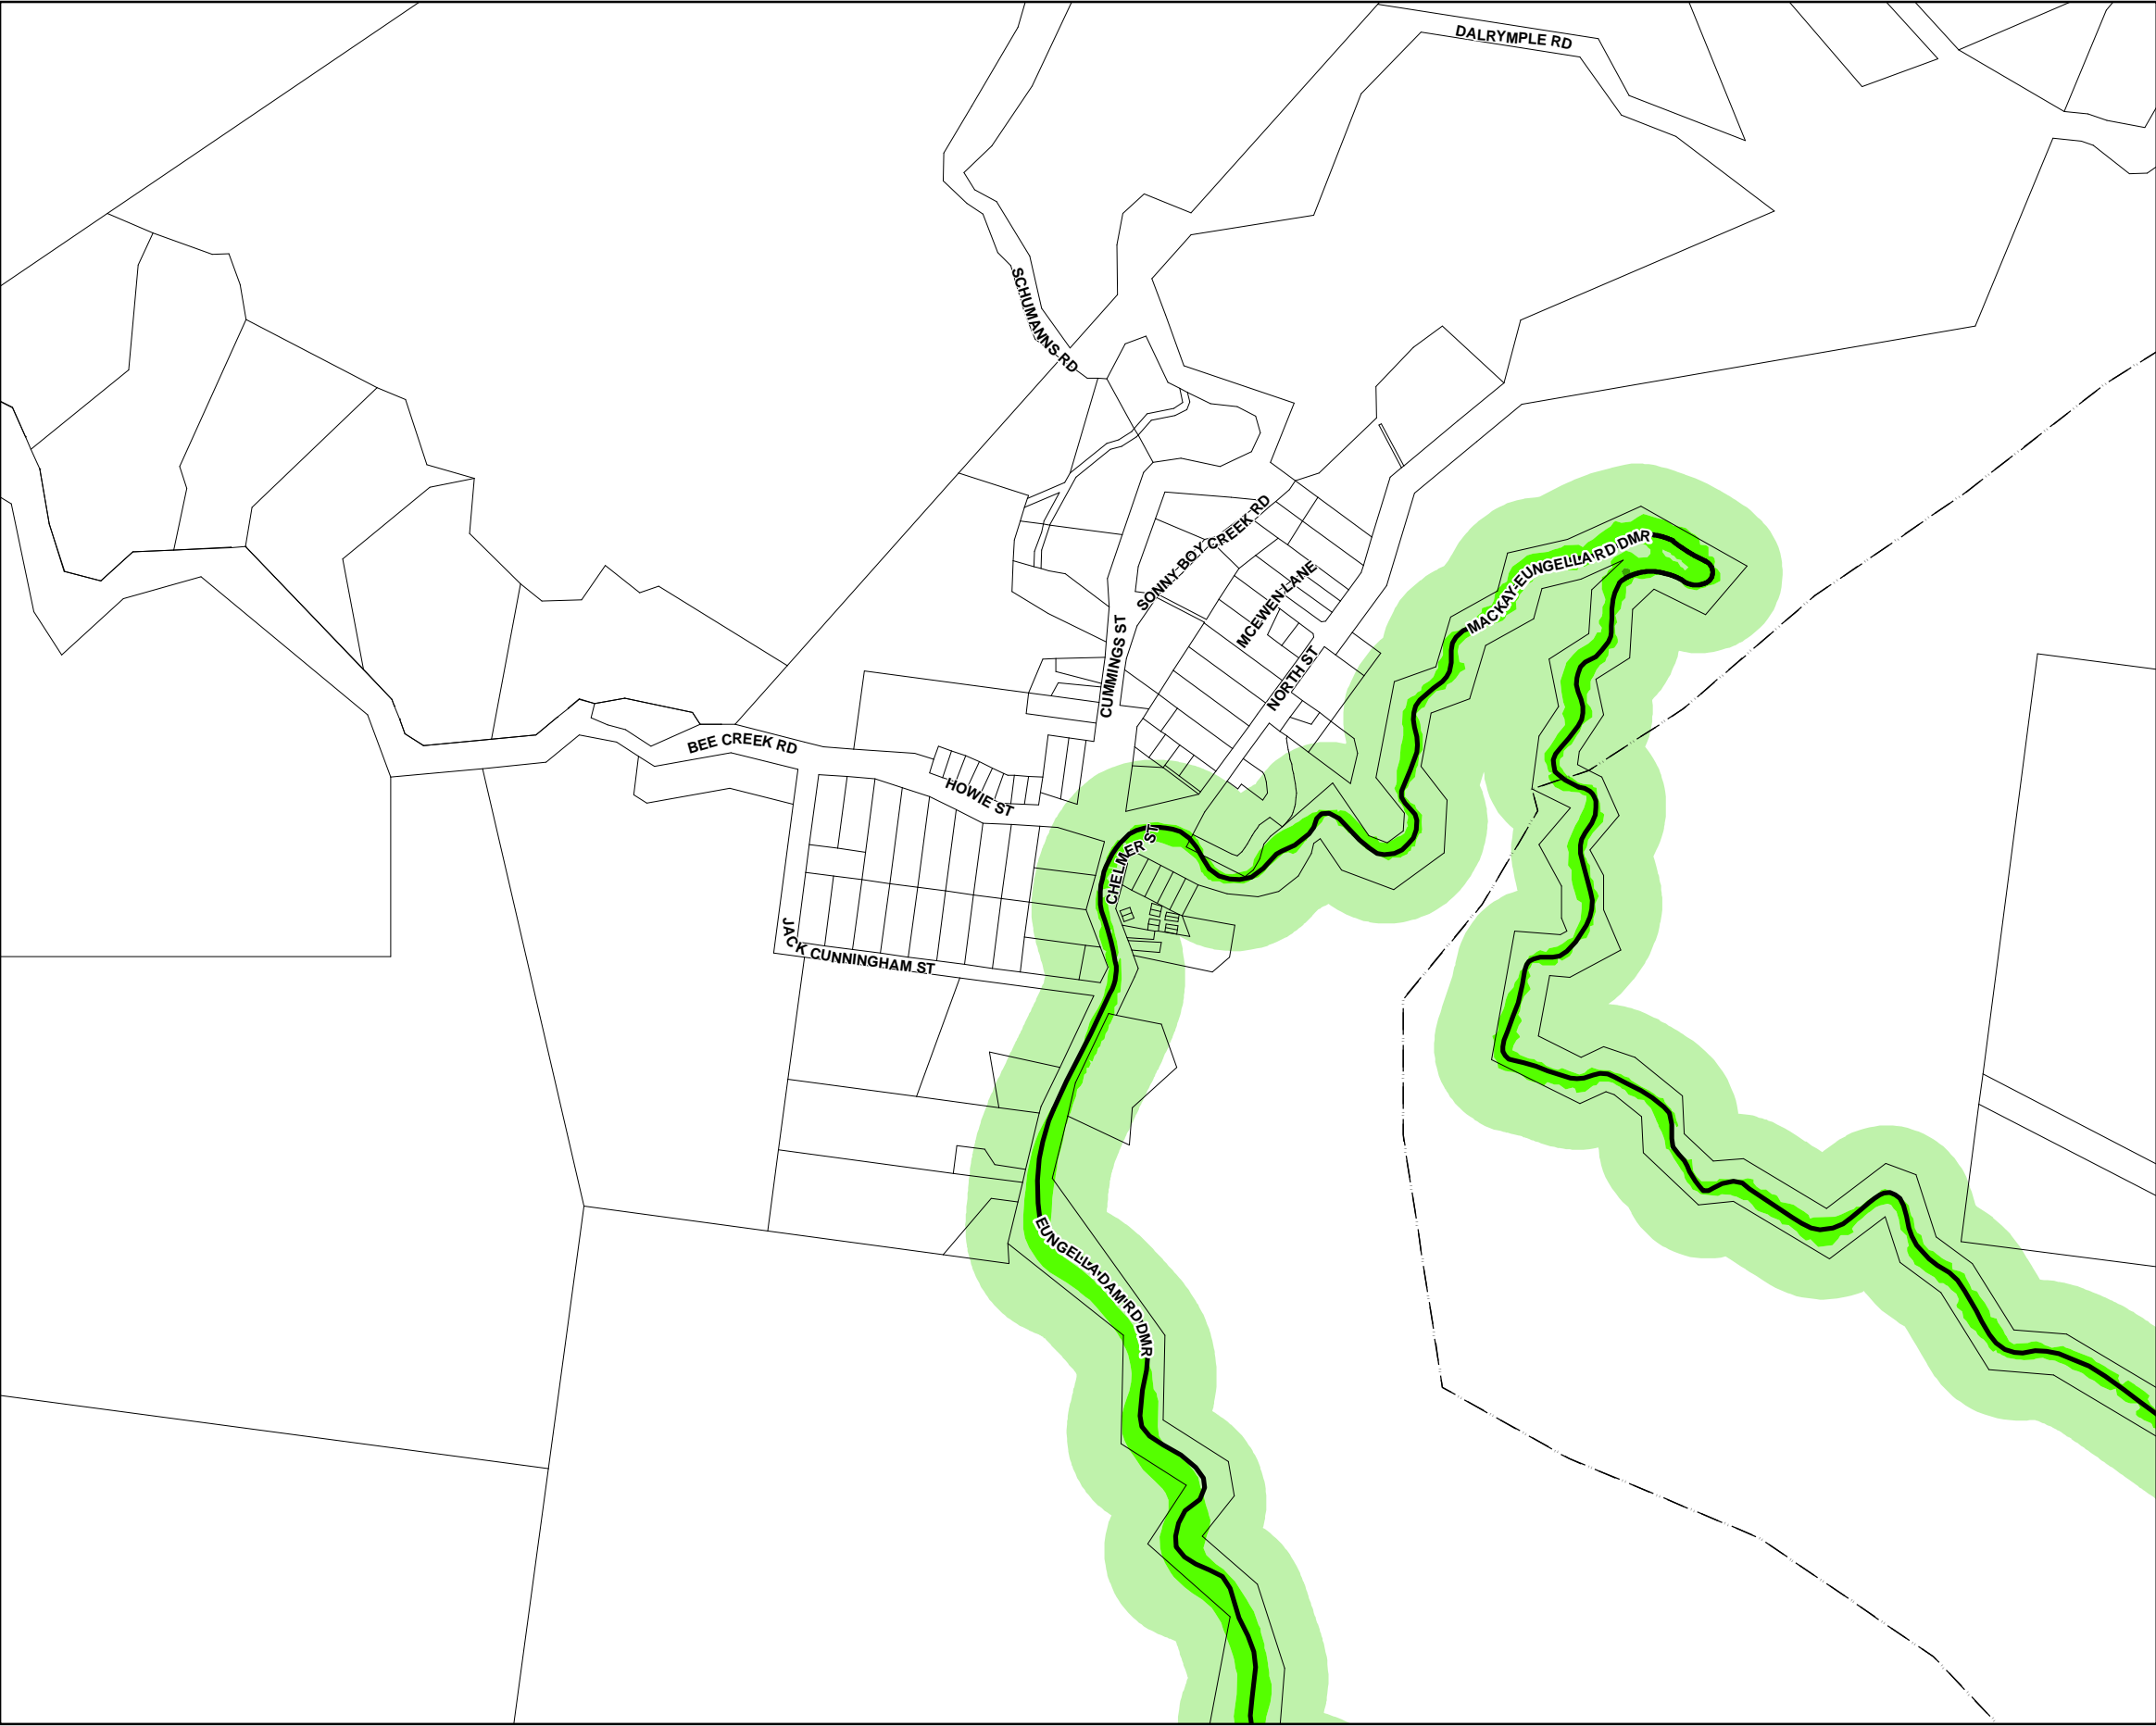 DALRYMPLE RD
SCHUMANNS RD
SONNY BOY CREEK RD
MCEWEN LANE
MACKAY-EUNGELLA RD DMR
CUMMINGS ST
NORTH ST
BEE CREEK RD
HOWIE ST
CHELMER ST
JACK CUNNINGHAM ST
EUNGELLA DAM RD DMR